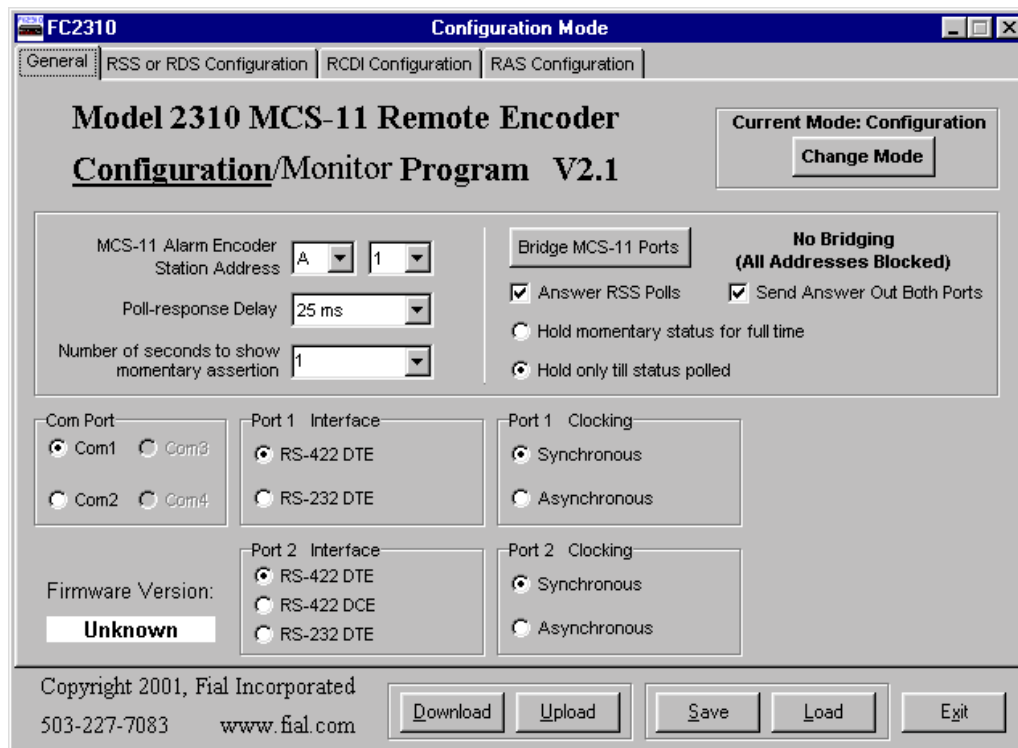 FC2310 Configuration Mode
General RSS or RDS Configuration RCDI Configuration RAS Configuration
Model 2310 MCS-11 Remote Encoder
Configuration/Monitor Program V2.1
Current Mode: Configuration
Change Mode
MCS-11 Alarm Encoder
Station Address
A
1
Poll-response Delay
25 ms
Number of seconds to show
momentary assertion
1
Bridge MCS-11 Ports
No Bridging
(All Addresses Blocked)
Answer RSS Polls
Send Answer Out Both Ports
Hold momentary status for full time
Hold only till status polled
Com Port
Com1
Com3
Com2
Com4
Port 1 Interface
RS-422 DTE
RS-232 DTE
Port 1 Clocking
Synchronous
Asynchronous
Firmware Version:
Unknown
Port 2 Interface
RS-422 DTE
RS-422 DCE
RS-232 DTE
Port 2 Clocking
Synchronous
Asynchronous
Copyright 2001, Fial Incorporated
503-227-7083 www.fial.com
Download
Upload
Save
Load
Exit